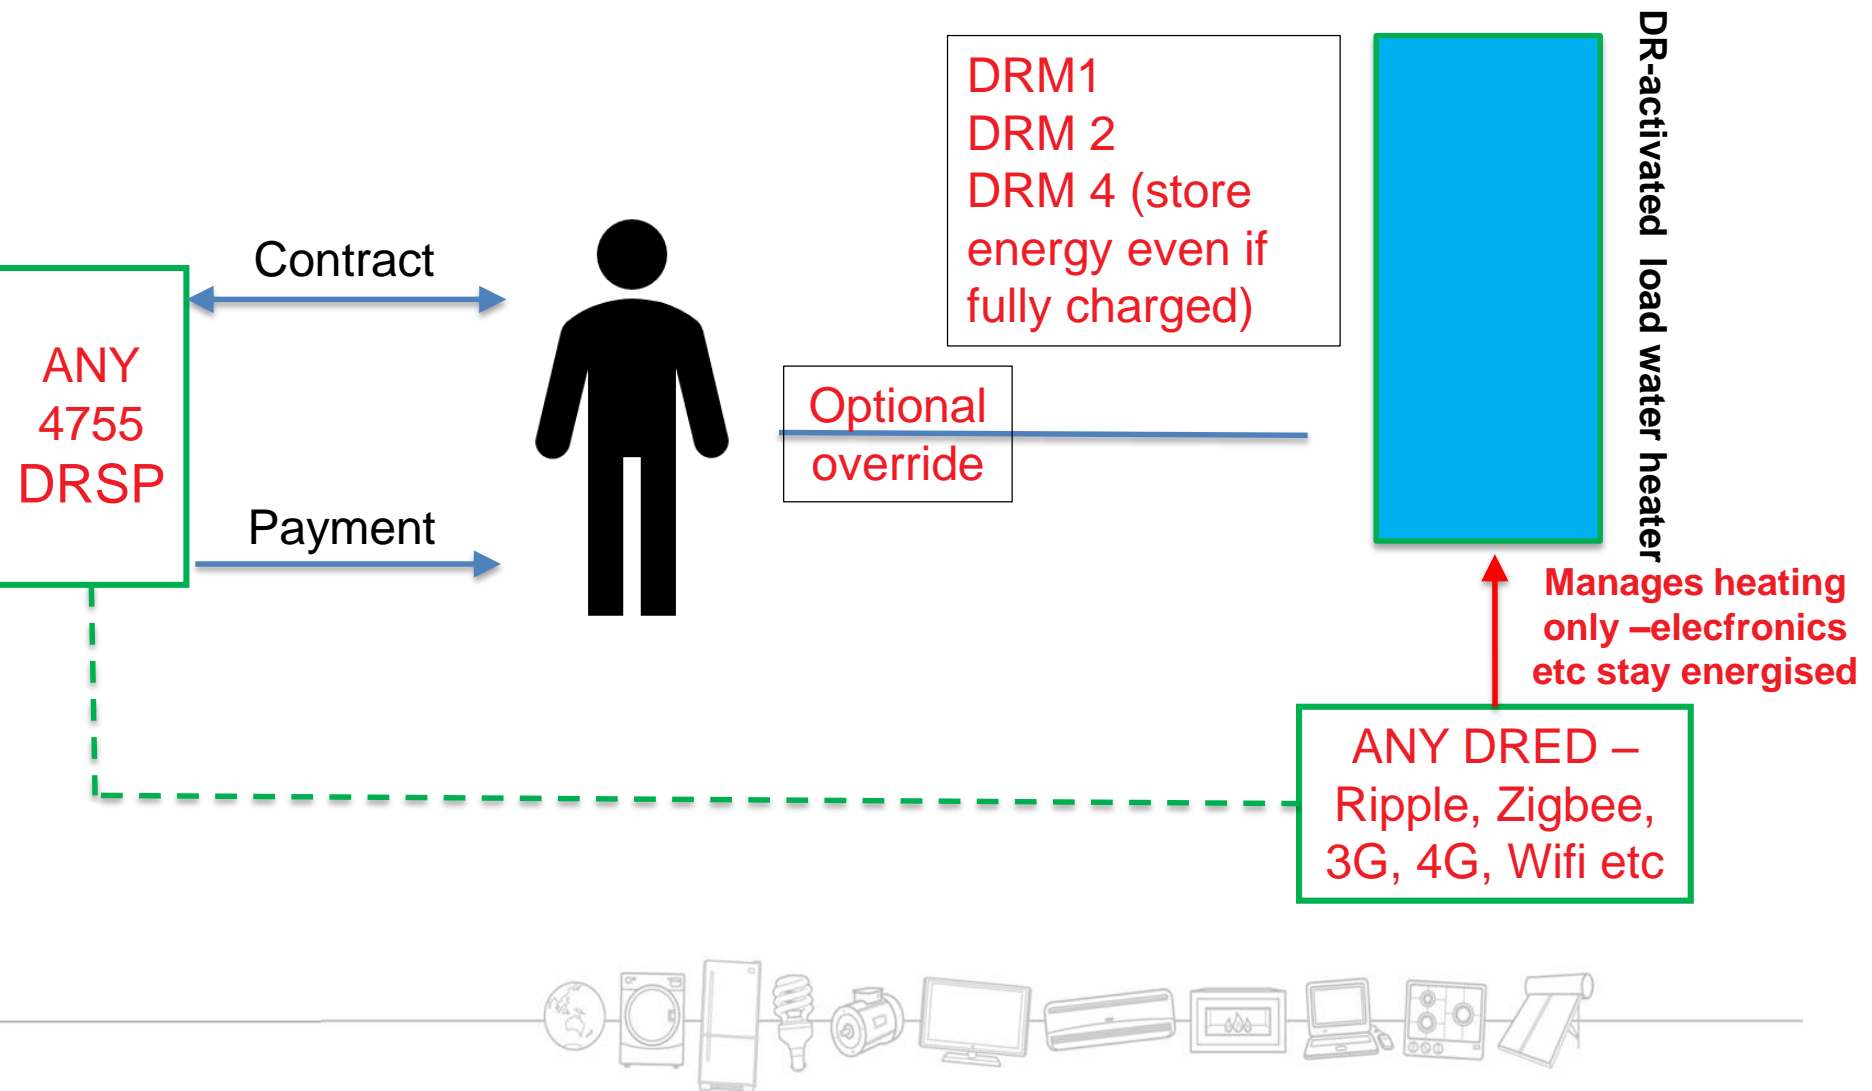 DRM1
DRM 2
DRM 4 (store
energy even if
fully charged)
DR-activated load water heater
Contract
ANY
4755
DRSP
Optional
override
Payment
Manages heating
only –elecfronics
etc stay energised
ANY DRED –
Ripple, Zigbee,
3G, 4G, Wifi etc